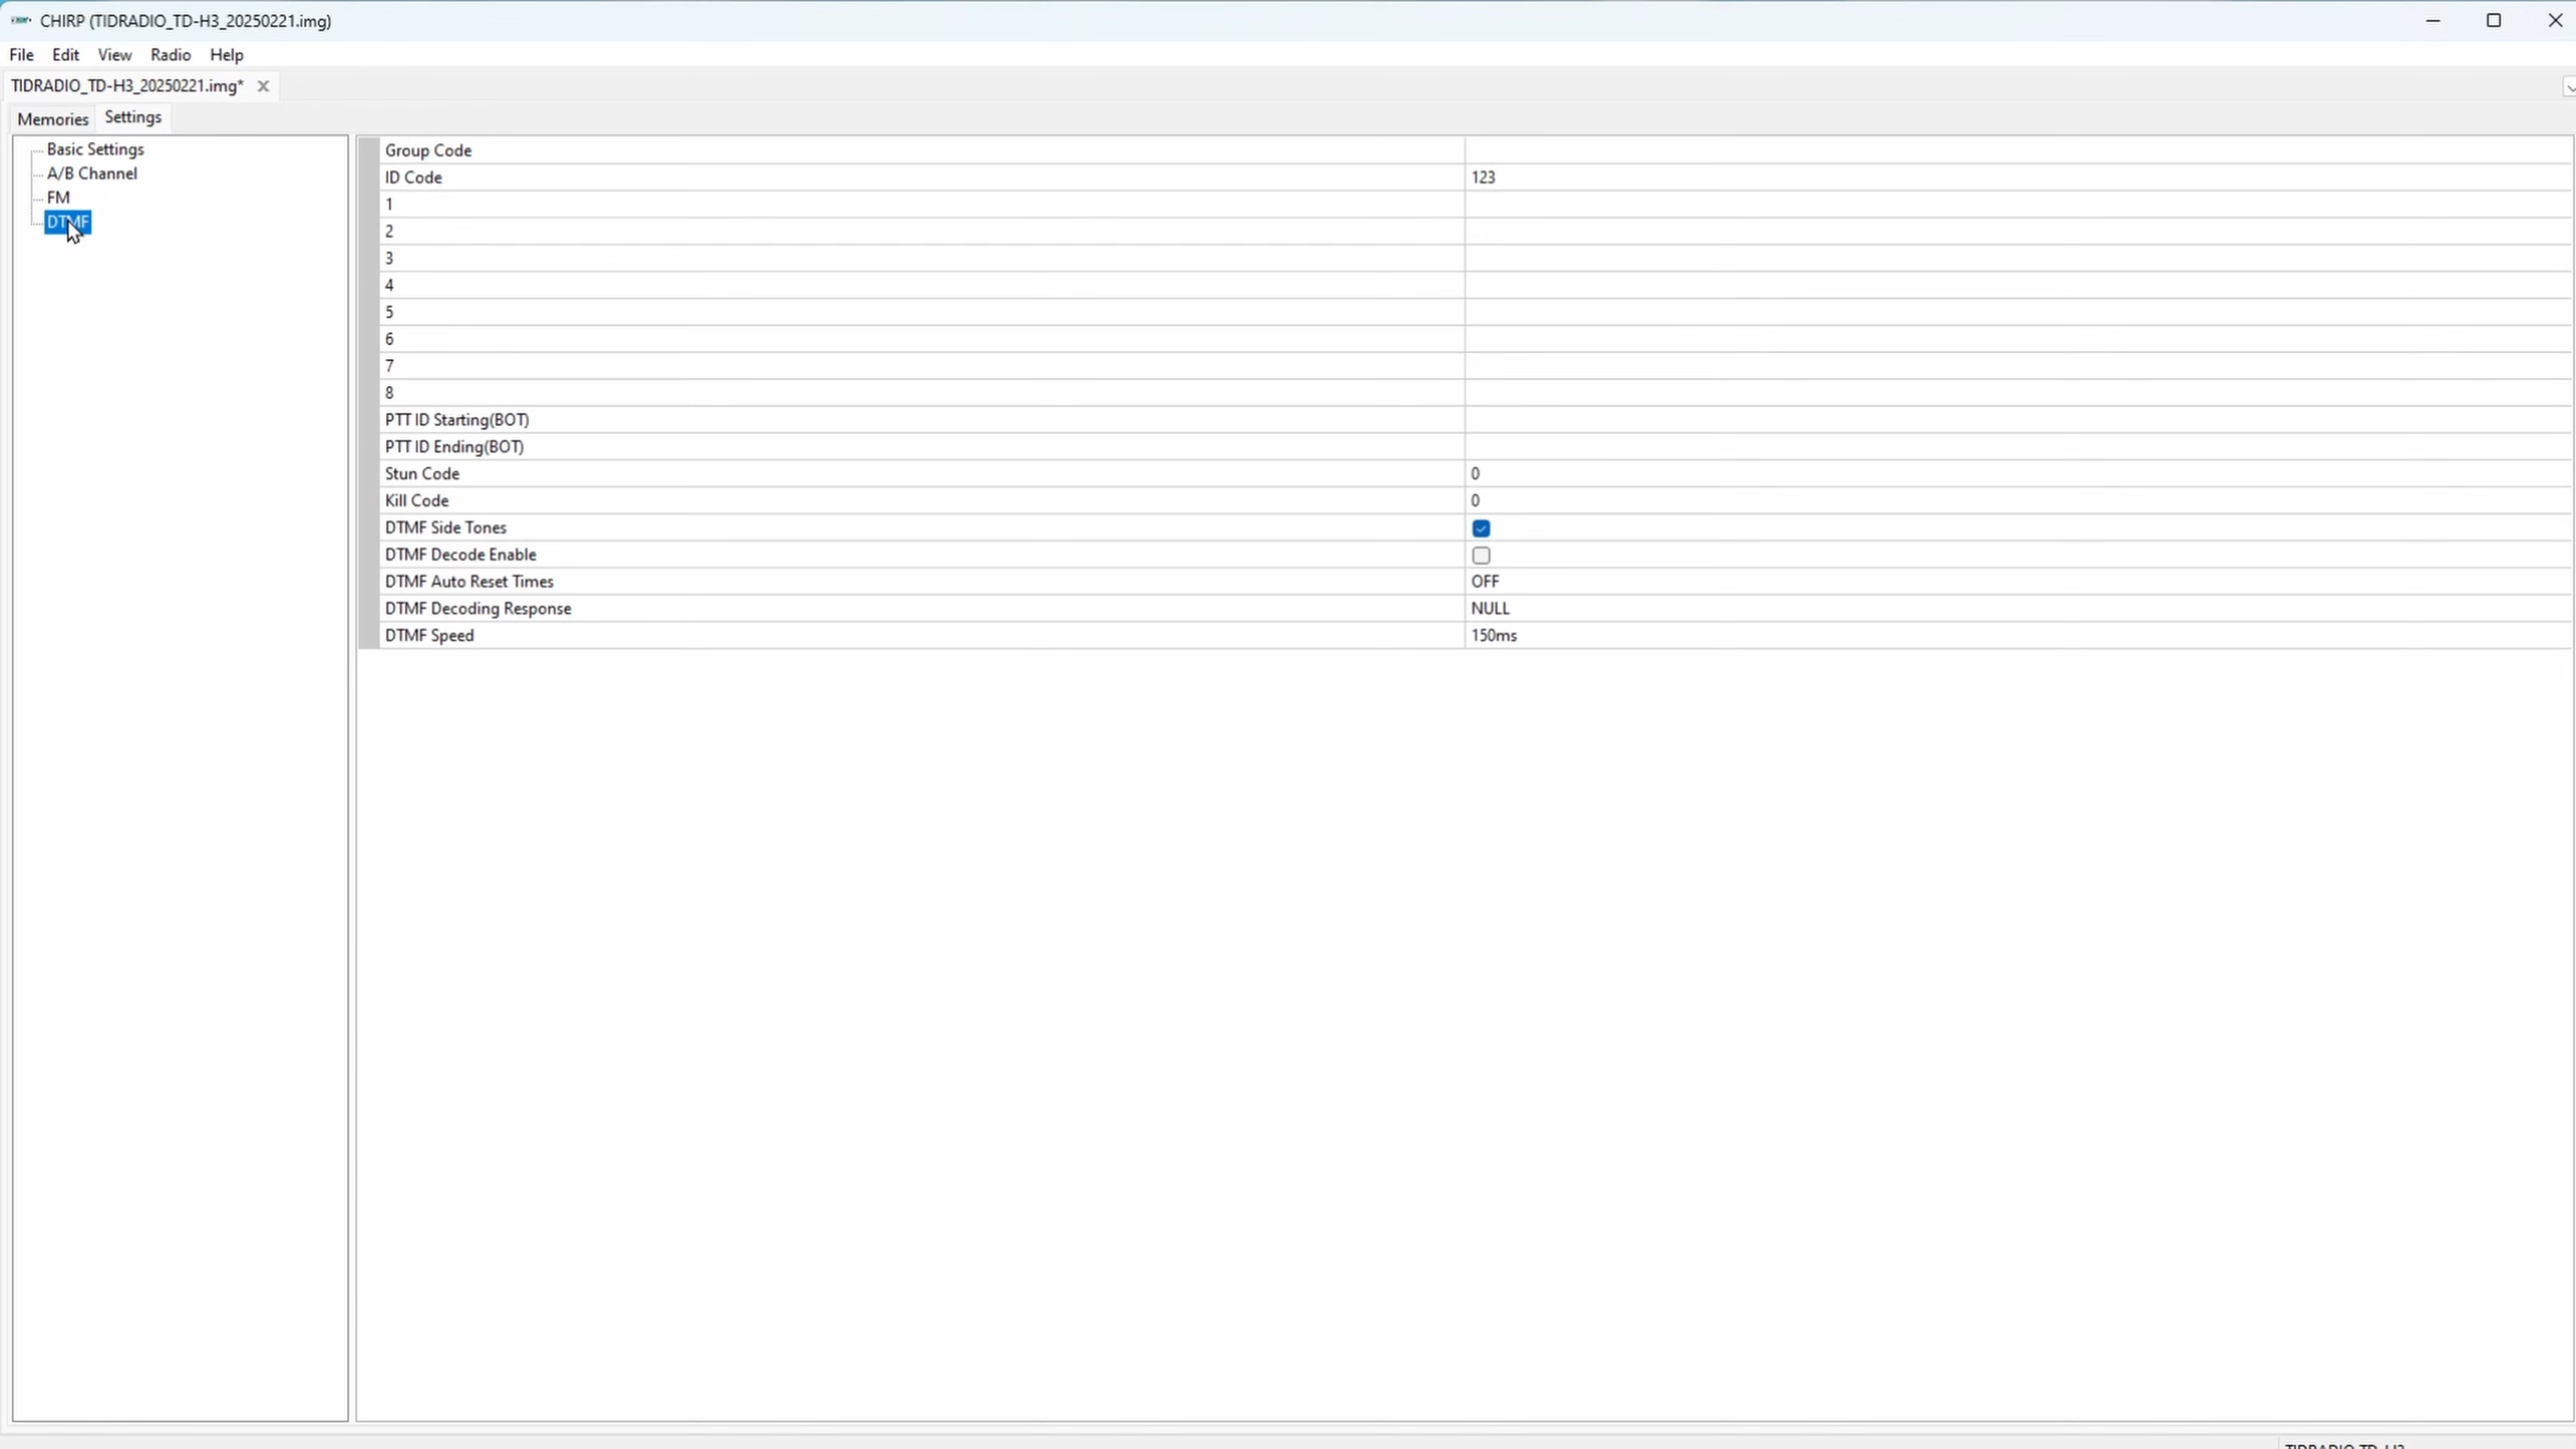 CHIRP (TIDRADIO_TD-H3_20250221.img)
File Edit View Radio Help
TIDRADIO_TD-H3_20250221.img*
Memories Settings
Basic Settings
A/B Channel
FM
DTMF
Group Code
ID Code 123
1
2
3
4
5
6
7
8
PTT ID Starting(BOT)
PTT ID Ending(BOT)
Stun Code 0
Kill Code 0
DTMF Side Tones
DTMF Decode Enable
DTMF Auto Reset Times OFF
DTMF Decoding Response NULL
DTMF Speed 150ms
TIDRADIO TD-H3